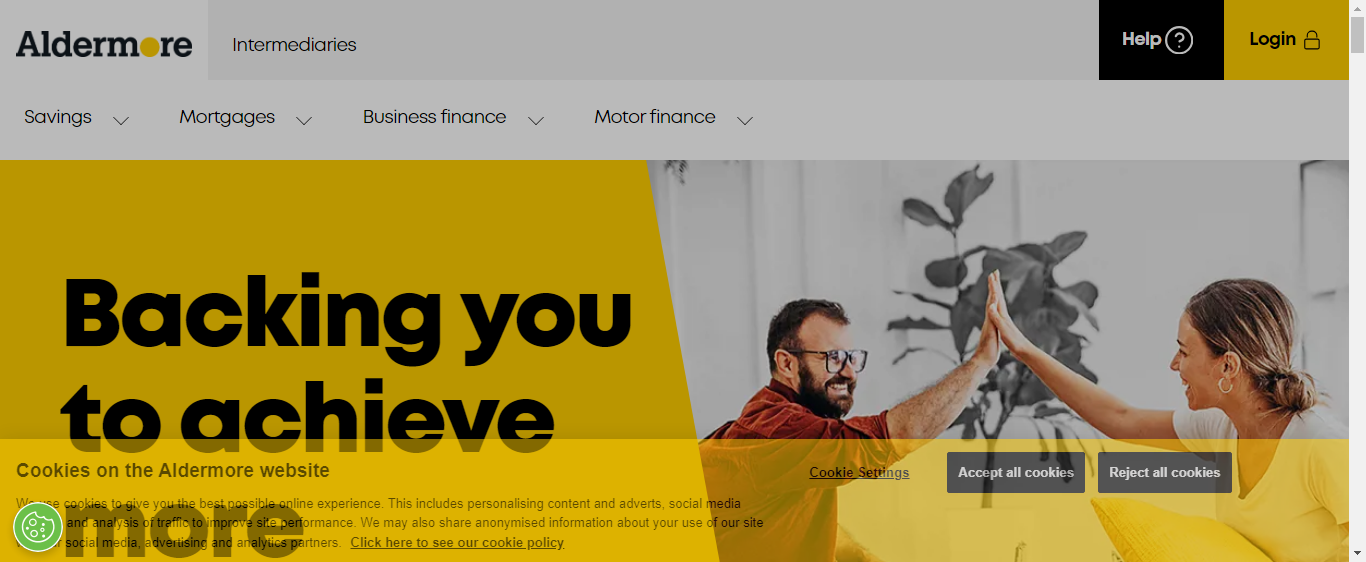 Aldermore
Intermediaries
Help
Login
Savings
Mortgages
Business finance
Motor finance
Backing you
to achieve
more
Cookies on the Aldermore website
We use cookies to give you the best possible online experience. This includes personalising content and adverts, social media
and analysis of traffic to improve site performance. We may also share anonymised information about your use of our site
social media, advertising and analytics partners. Click here to see our cookie policy
Cookie Settings
Accept all cookies
Reject all cookies